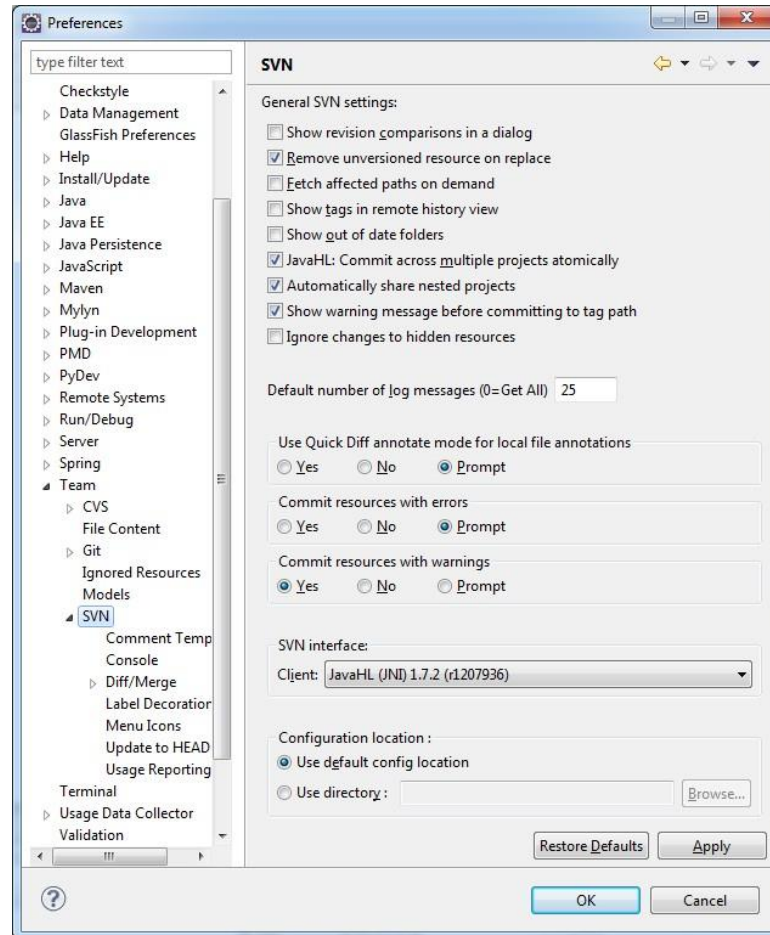 Preferences
type filter text
Checkstyle
Data Management
GlassFish Preferences
Help
Install/Update
Java
Java EE
Java Persistence
JavaScript
Maven
Mylyn
Plug-in Development
PMD
PyDev
Remote Systems
Run/Debug
Server
Spring
Team
CVS
File Content
Git
Ignored Resources
Models
SVN
Comment Temp
Console
Diff/Merge
Label Decoration
Menu Icons
Update to HEAD
Usage Reporting
Terminal
Usage Data Collector
Validation
SVN
General SVN settings:
Show revision comparisons in a dialog
Remove unversioned resource on replace
Fetch affected paths on demand
Show tags in remote history view
Show out of date folders
JavaHL: Commit across multiple projects atomically
Automatically share nested projects
Show warning message before committing to tag path
Ignore changes to hidden resources
Default number of log messages (0=Get All) 25
Use Quick Diff annotate mode for local file annotations
Yes No Prompt
Commit resources with errors
Yes No Prompt
Commit resources with warnings
Yes No Prompt
SVN interface:
Client: JavaHL (JNI) 1.7.2 (r1207936)
Configuration location :
Use default config location
Use directory : Browse...
Restore Defaults Apply
OK Cancel